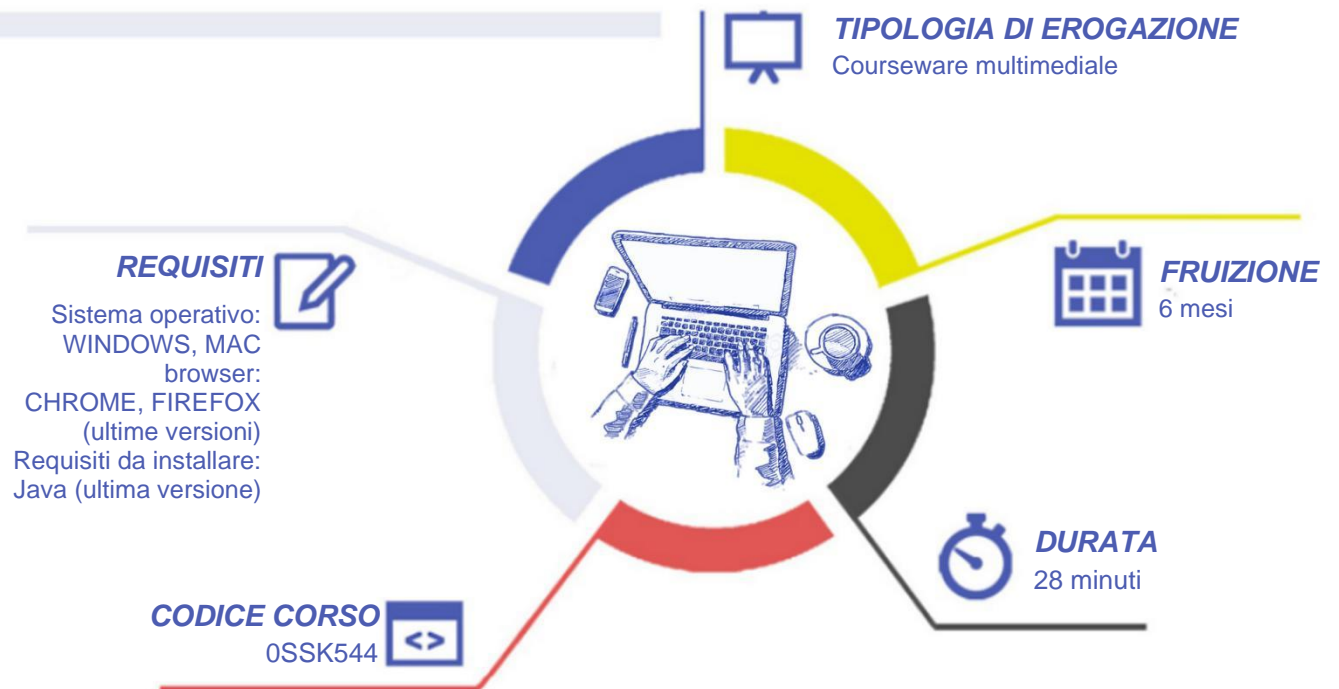 TIPOLOGIA DI EROGAZIONE
Courseware multimediale
REQUISITI
Sistema operativo:
WINDOWS, MAC
browser:
CHROME, FIREFOX
(ultime versioni)
Requisiti da installare:
Java (ultima versione)
FRUIZIONE
6 mesi
DURATA
28 minuti
CODICE CORSO
0SSK544